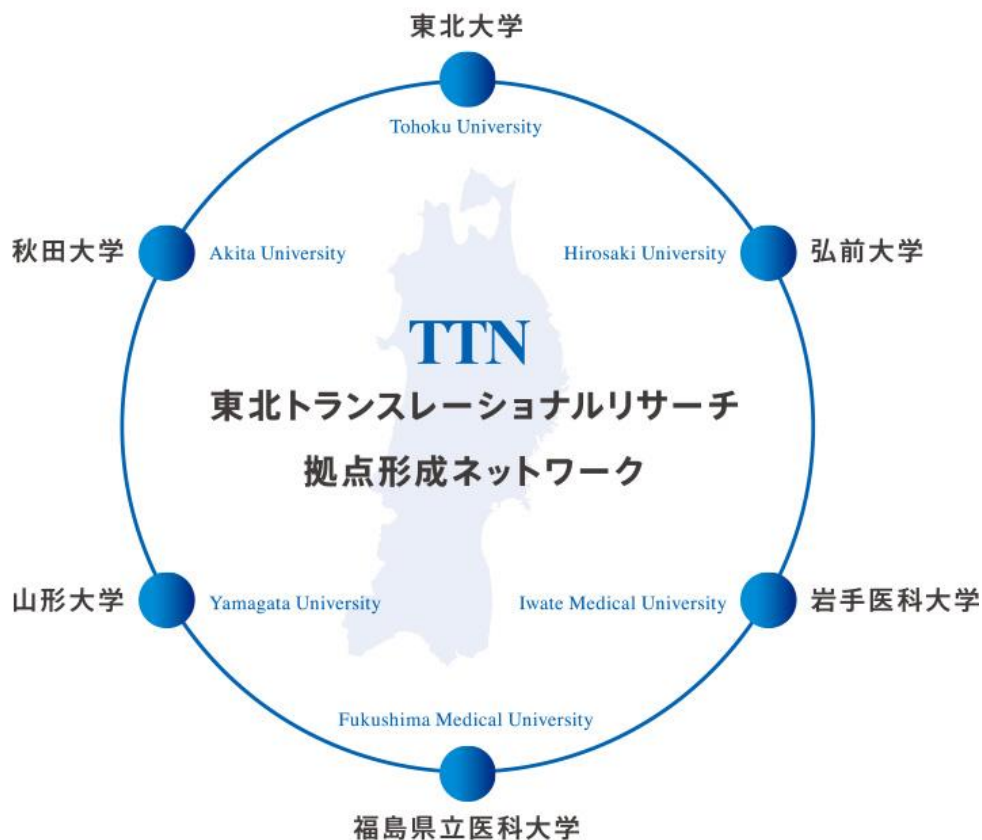 東北大学
Tohoku University
秋田大学
Akita University
Hirosaki University
弘前大学
TTN
東北トランスレーショナルリサーチ
拠点形成ネットワーク
山形大学
Yamagata University
Iwate Medical University
岩手医科大学
Fukushima Medical University
福島県立医科大学